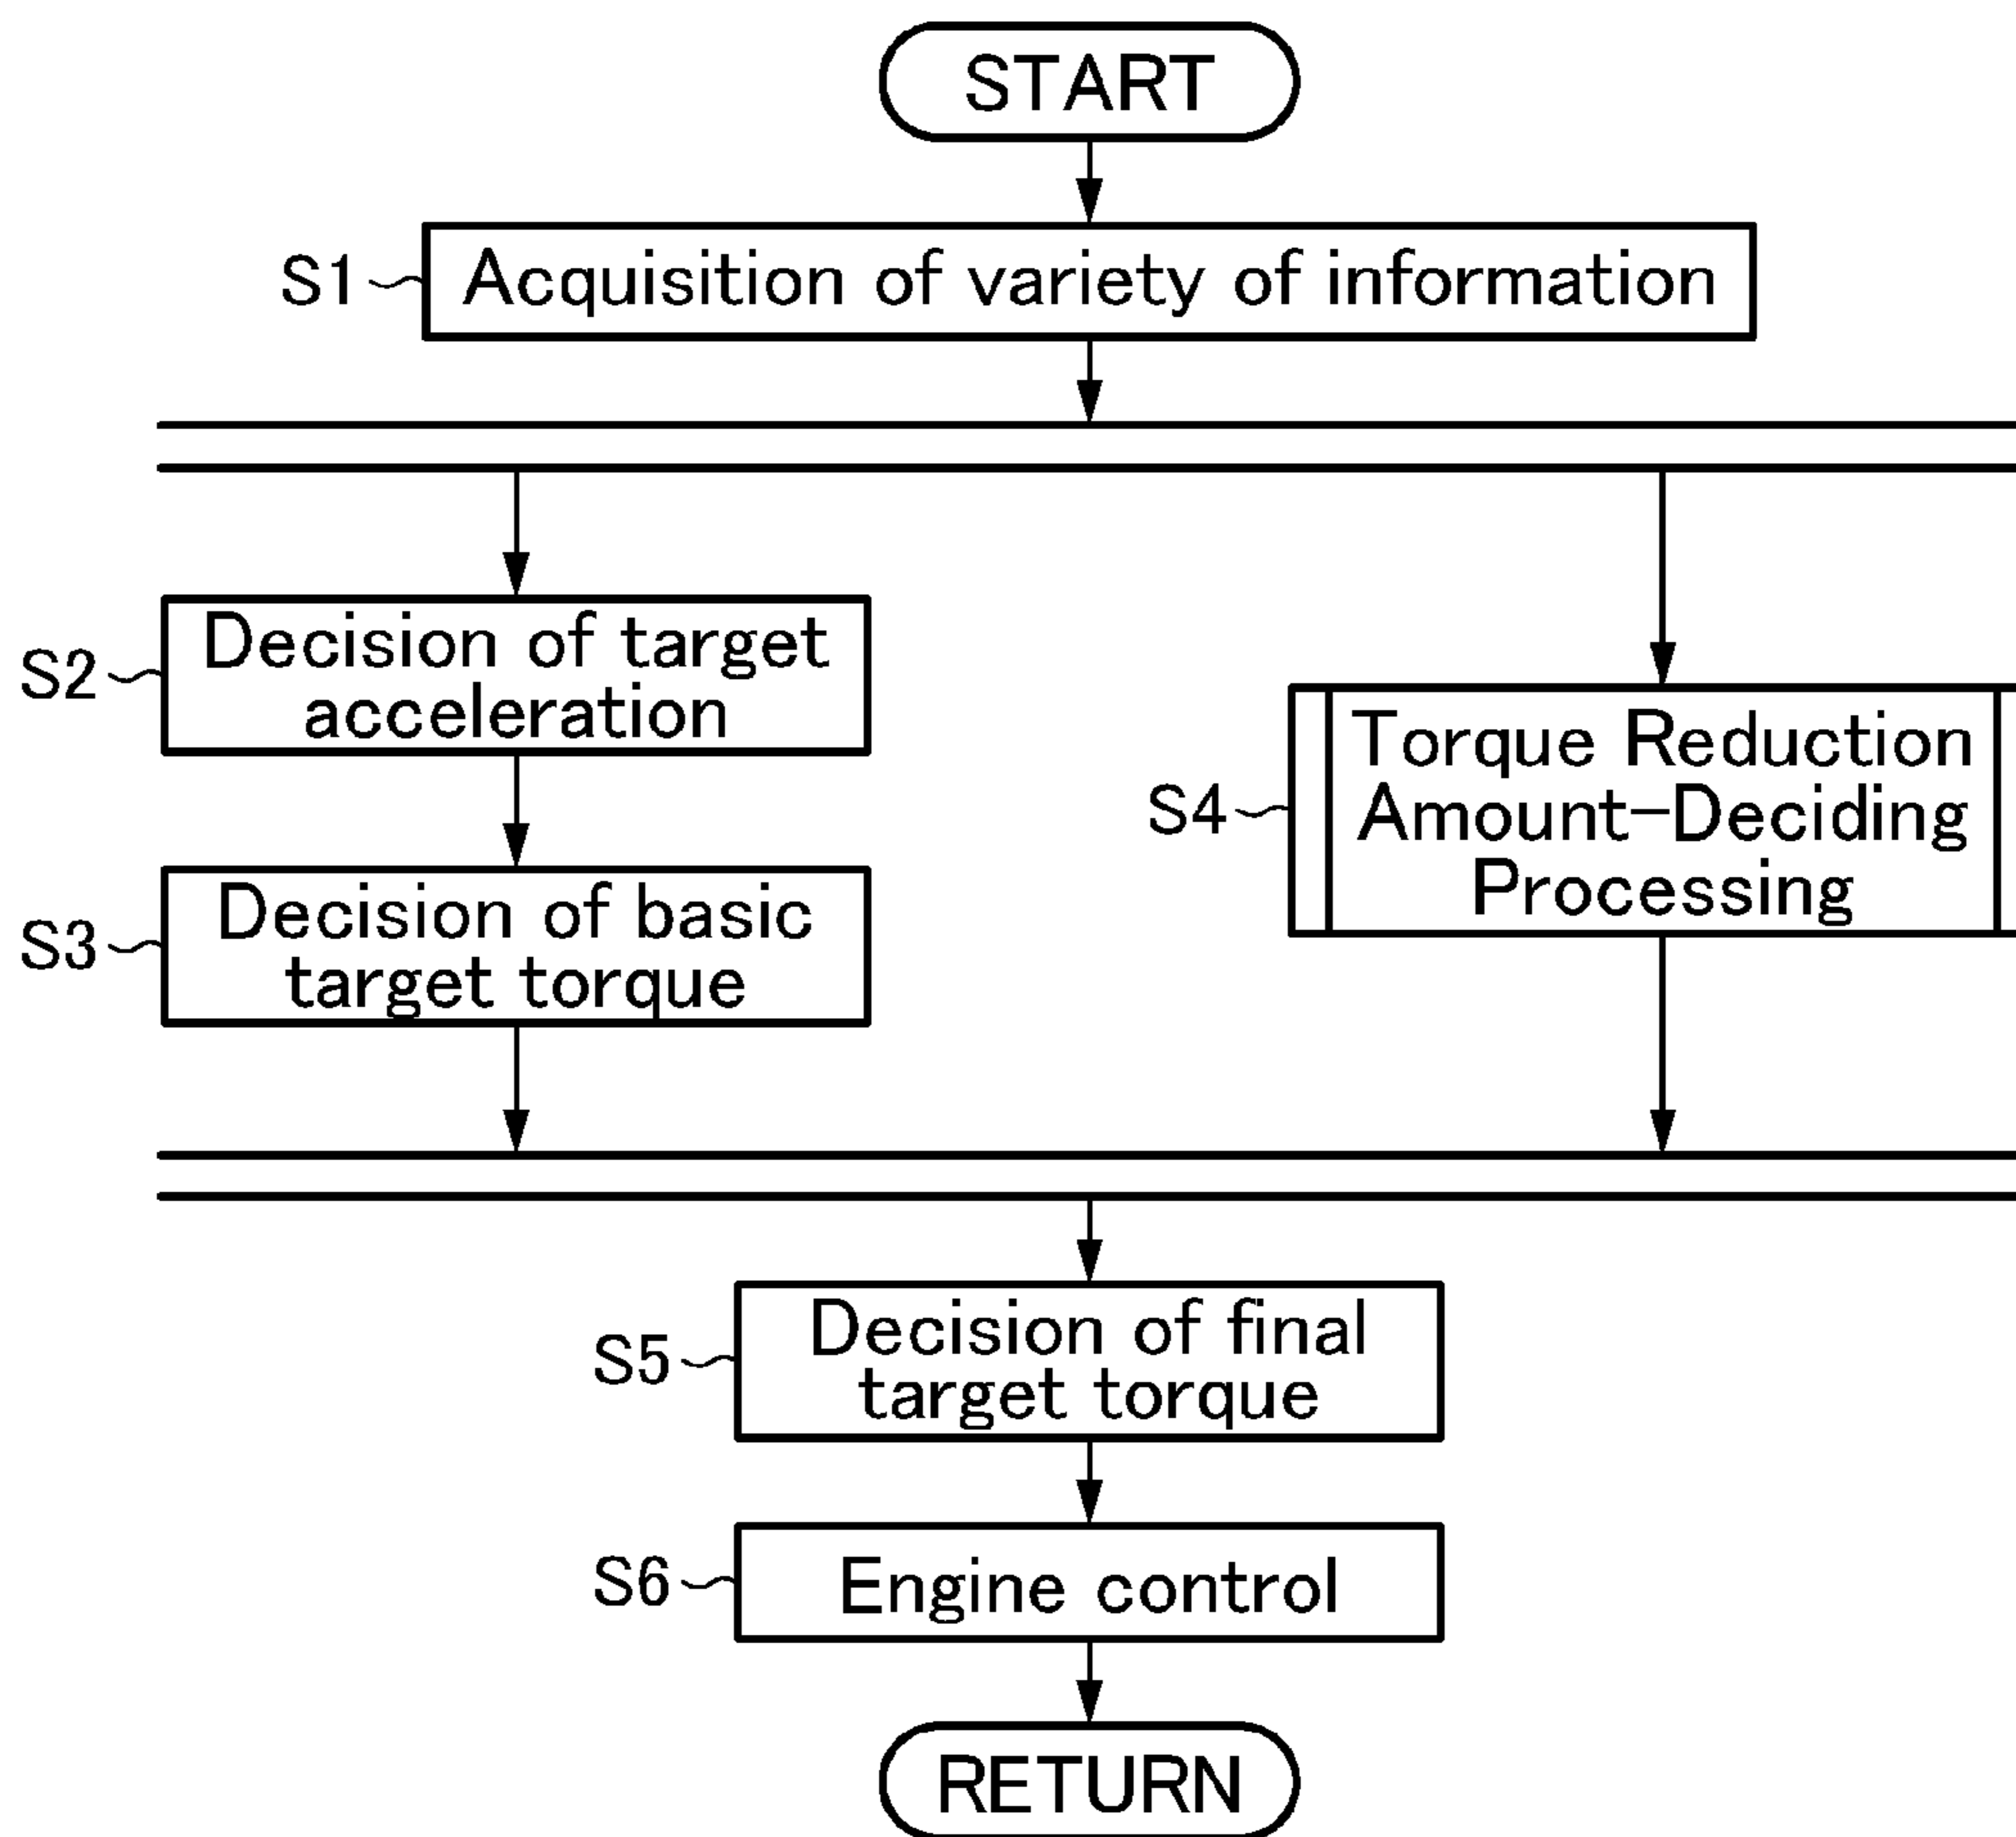 START
S1
Acquisition of variety of information
S2
Decision of target
acceleration
S3
Decision of basic
target torque
S4
Torque Reduction
Amount-Deciding
Processing
S5
Decision of final
target torque
S6
Engine control
RETURN